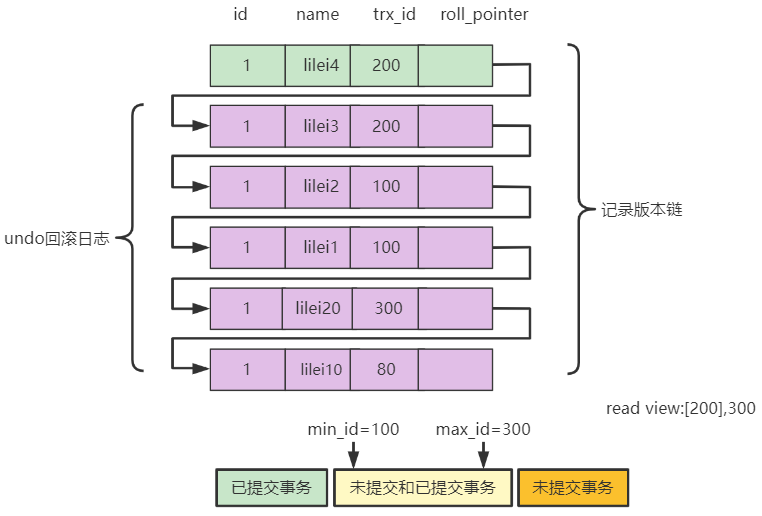 id name trx_id roll_pointer
1 lilei4 200
1 lilei3 200
1 lilei2 100
1 lilei1 100
1 lilei20 300
1 lilei10 80
undo回滚日志
记录版本链
read view:[200],300
min_id=100 max_id=300
已提交事务 未提交和已提交事务 未提交事务